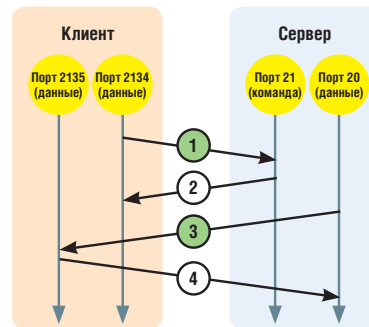 Клиент
Сервер
Порт 2135
(данные)
Порт 2134
(данные)
Порт 21
(команда)
Порт 20
(данные)
1
2
3
4